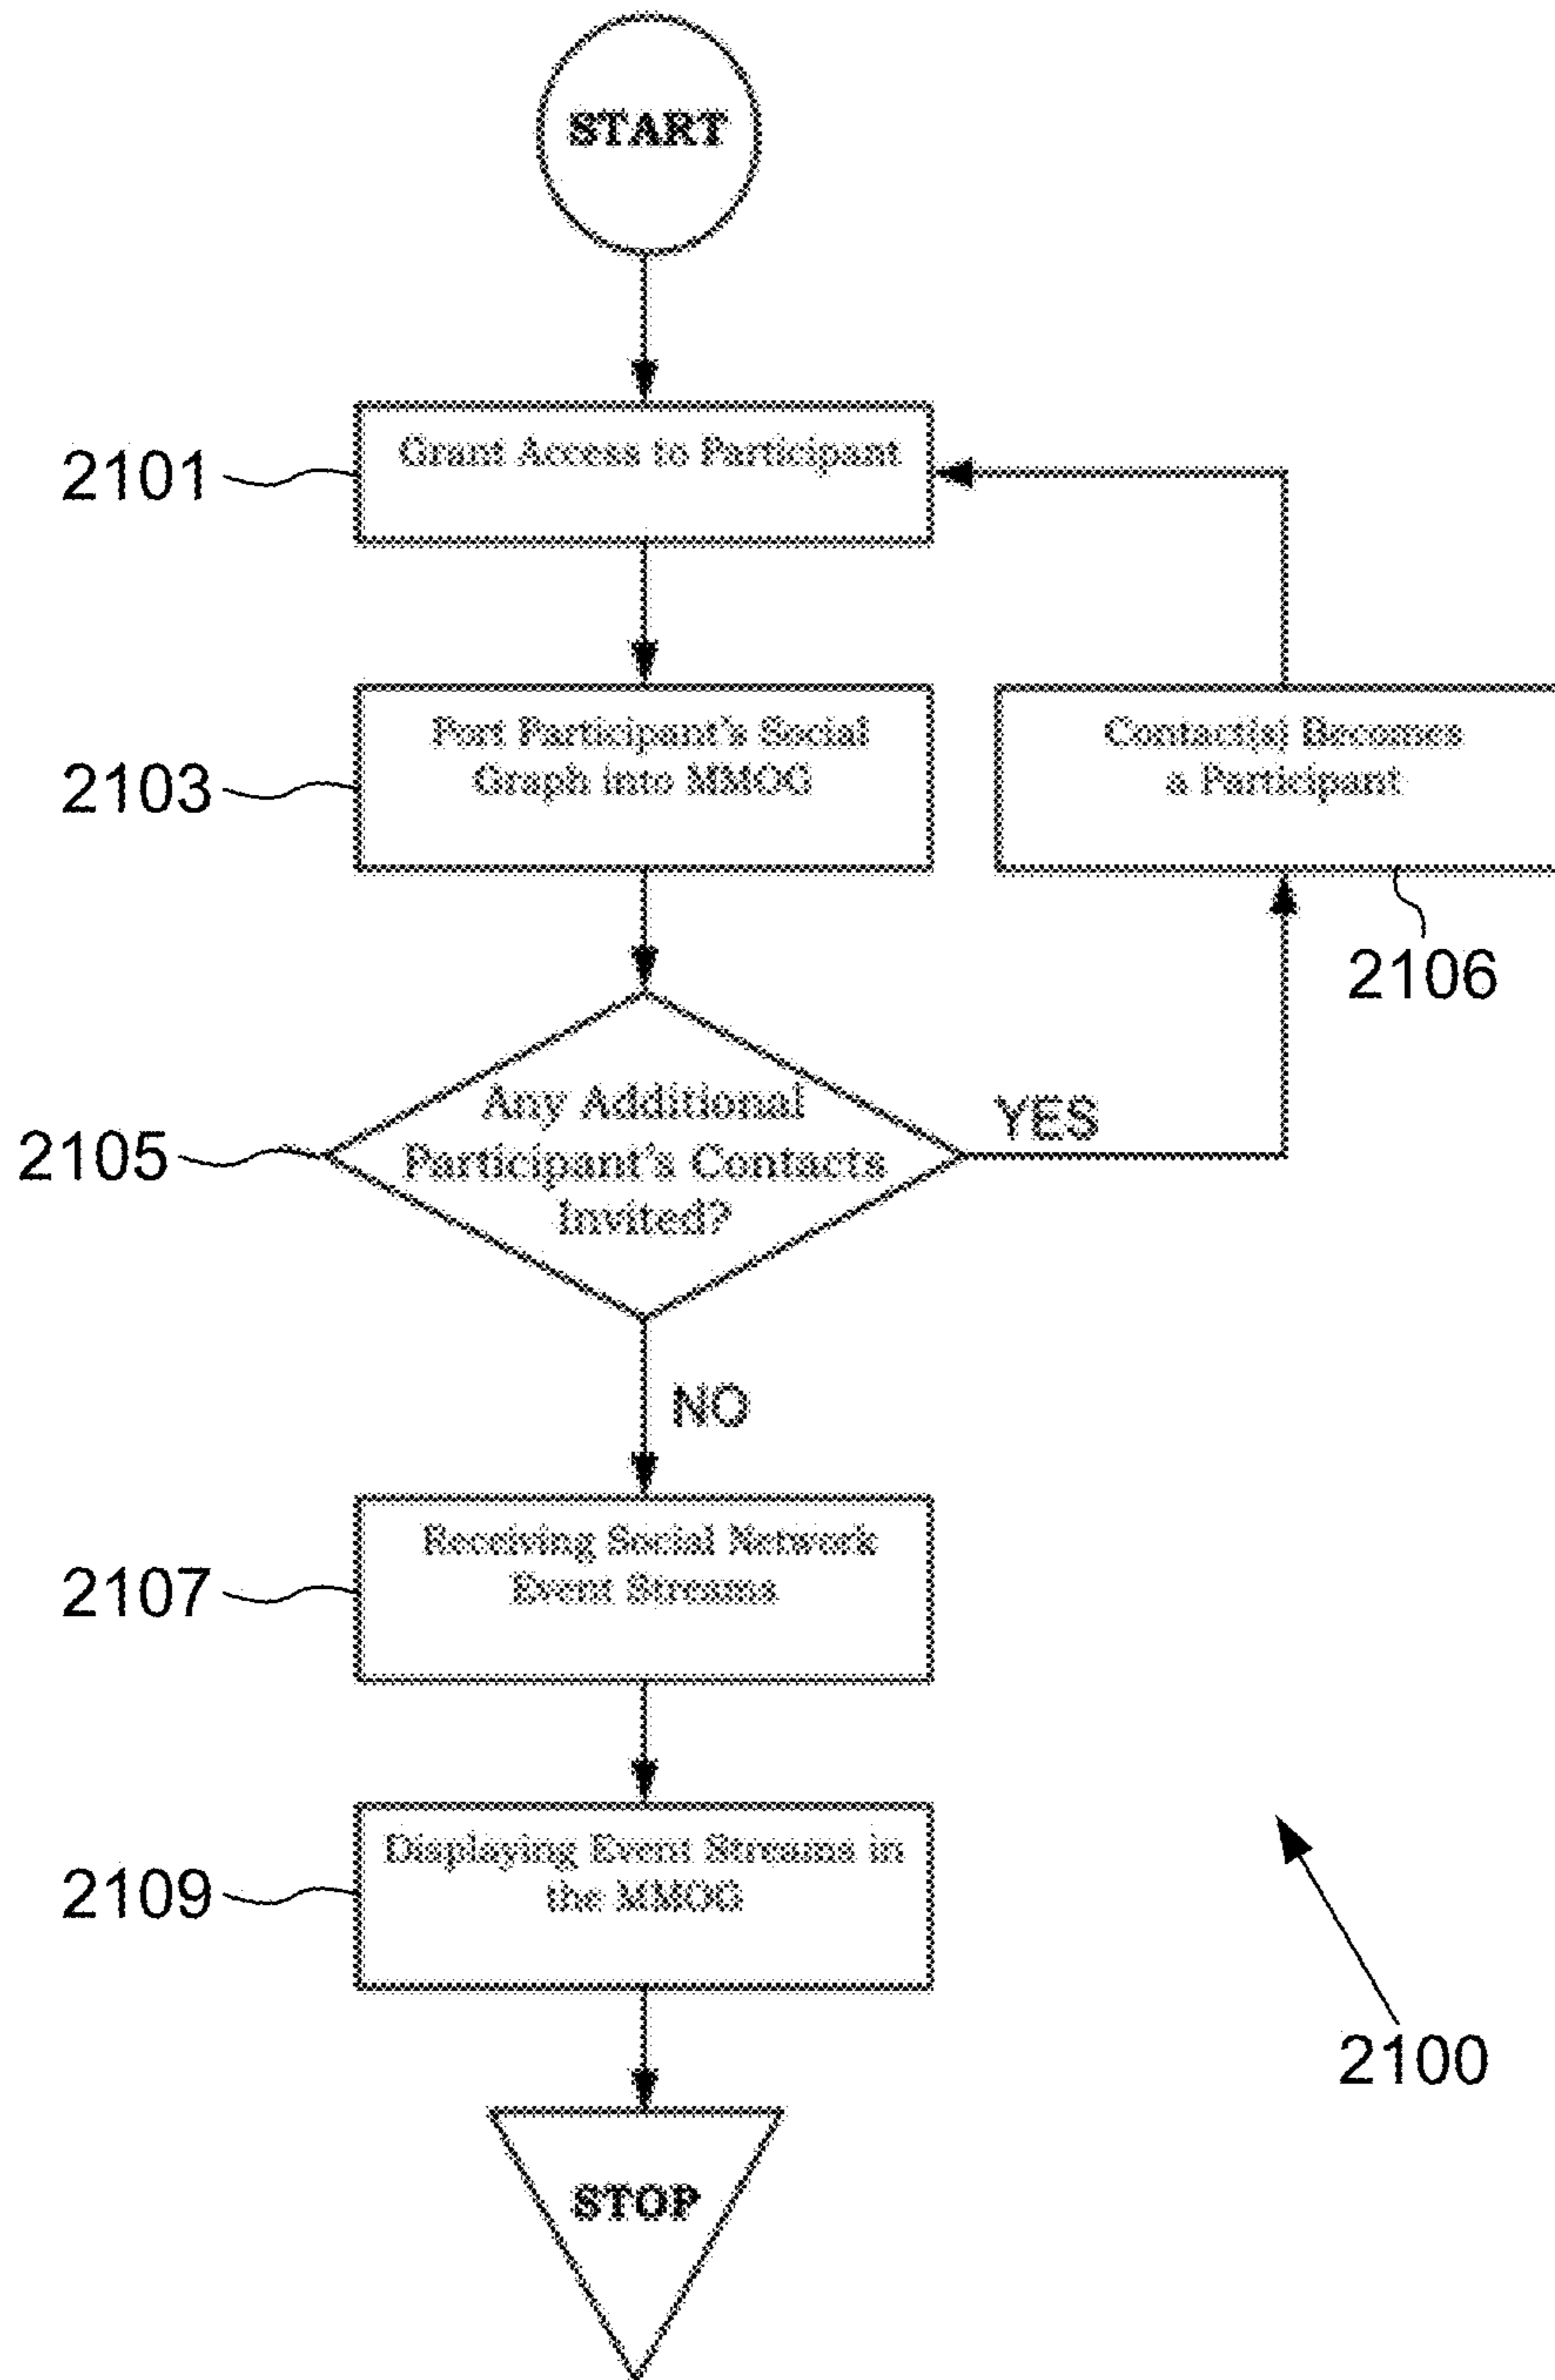 START
2101
Grant Access to Participant
2103
Port Participant's Social
Graph into MMOG
Contact(s) Becomes
a Participant
2106
2105
Any Additional
Participant's Contacts
Invited?
YES
NO
2107
Receiving Social Network
Event Streams
2109
Displaying Event Streams in
the MMOG
2100
STOP